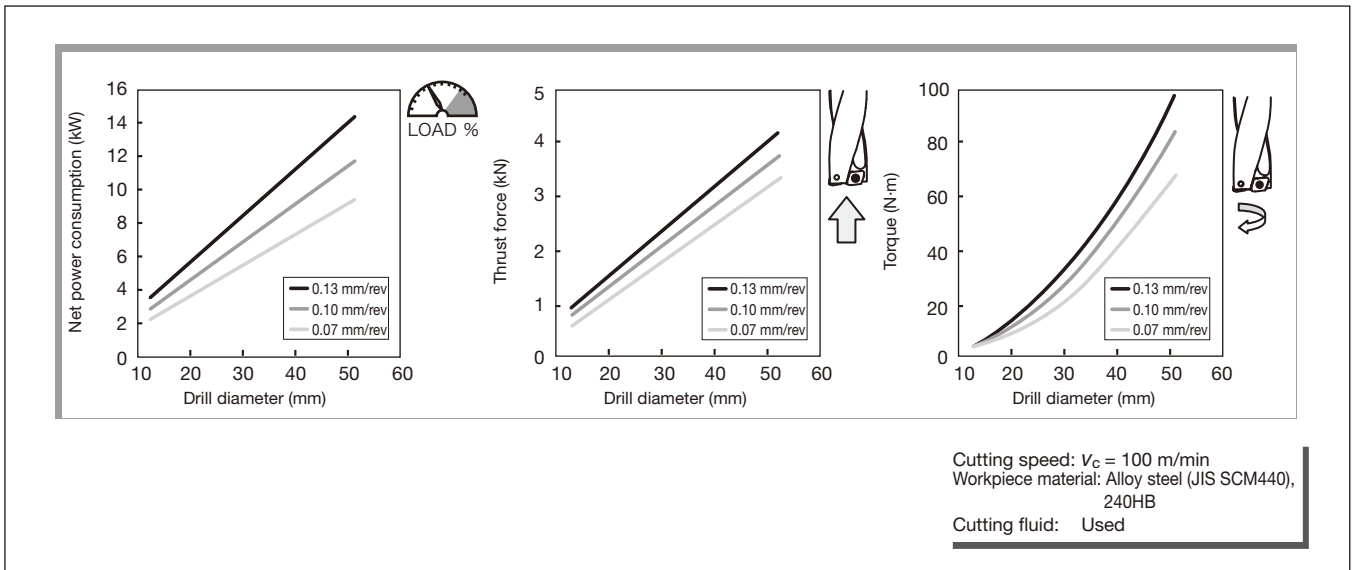 Net power consumption (kW)
16
14
12
10
8
6
4
2
0
10 20 30 40 50 60
Drill diameter (mm)
0.13 mm/rev
0.10 mm/rev
0.07 mm/rev
LOAD %
Thrust force (kN)
5
4
3
2
1
0
10 20 30 40 50 60
Drill diameter (mm)
0.13 mm/rev
0.10 mm/rev
0.07 mm/rev
Torque (N·m)
100
80
60
40
20
0
10 20 30 40 50 60
Drill diameter (mm)
0.13 mm/rev
0.10 mm/rev
0.07 mm/rev
Cutting speed: vc = 100 m/min
Workpiece material: Alloy steel (JIS SCM440),
240HB
Cutting fluid: Used